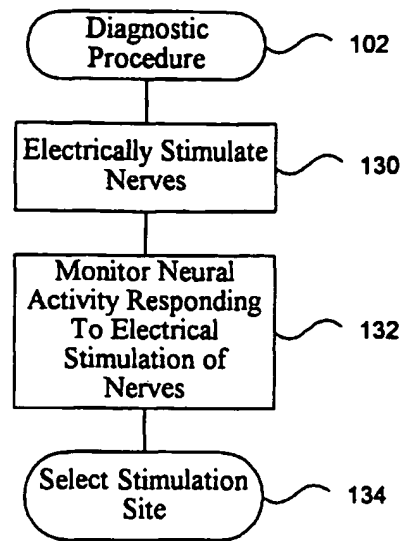 Diagnostic
Procedure
102
Electrically Stimulate
Nerves
130
Monitor Neural
Activity Responding
To Electrical
Stimulation of
Nerves
132
Select Stimulation
Site
134